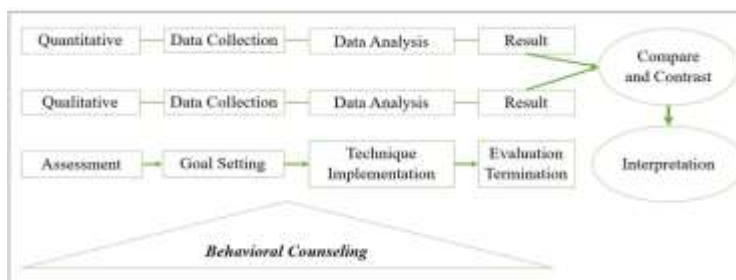 Quantitative Data Collection Data Analysis Result
Compare
and Contrast
Qualitative Data Collection Data Analysis Result
Assessment Goal Setting Technique
Implementation Evaluation
Termination Interpretation
Behavioral Counseling